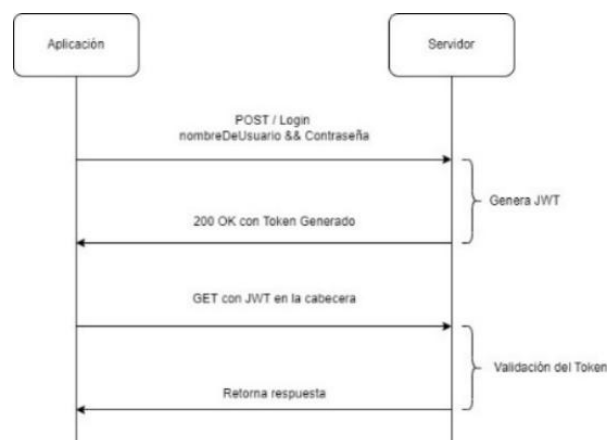 Aplicación
Servidor
POST / Login
nombreDeUsuario && Contraseña
Genera JWT
200 OK con Token Generado
GET con JWT en la cabecera
Validación del Token
Retorna respuesta